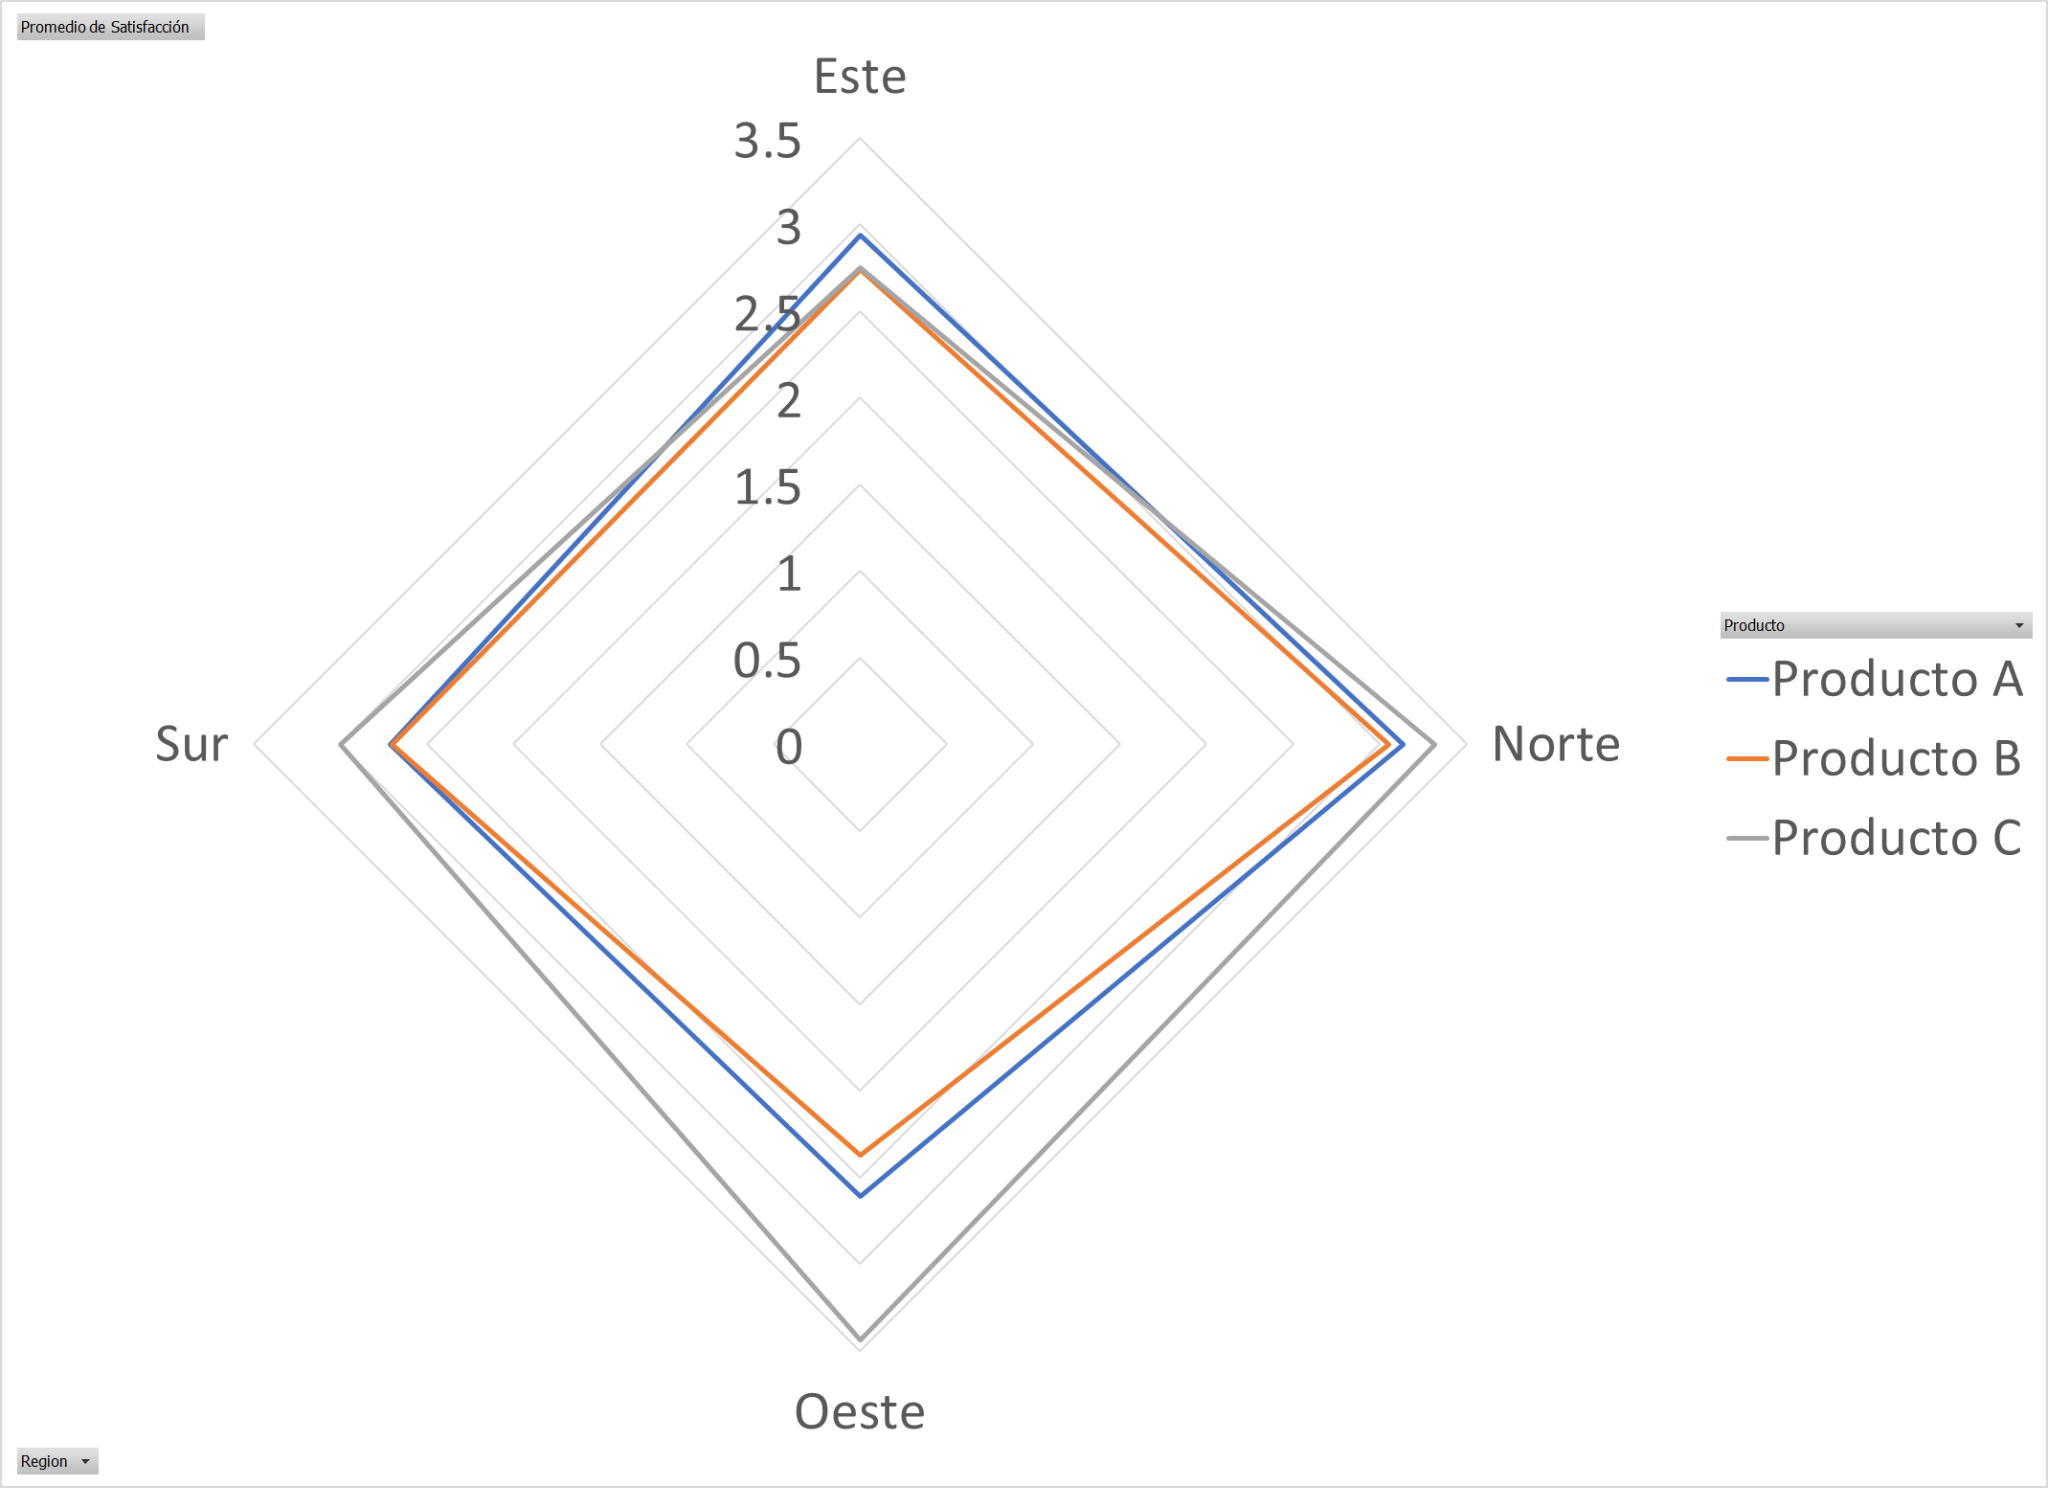 Promedio de Satisfacción
Este
3.5
3
2.5
2
1.5
1
0.5
0
Sur
Norte
Producto
Producto A
Producto B
Producto C
Oeste
Region